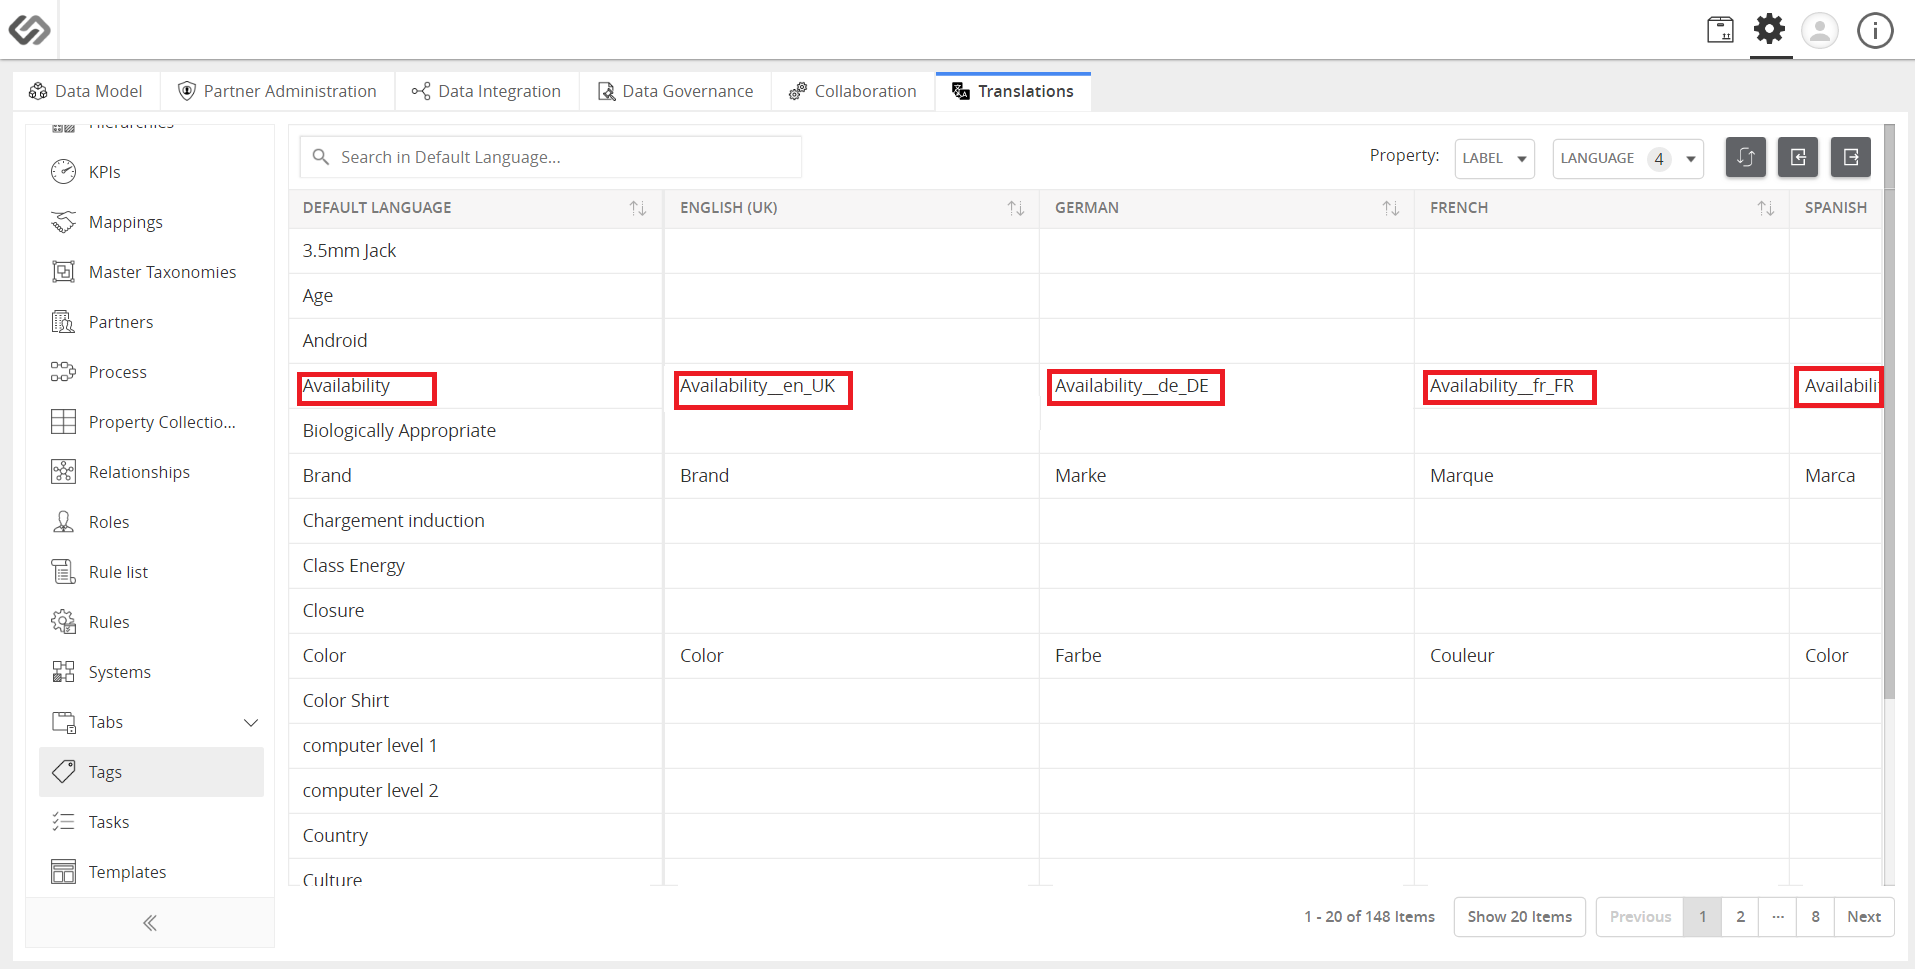 Data Model
Partner Administration
Data Integration
Data Governance
Collaboration
Translations
Hierarchies
KPIs
Mappings
Master Taxonomies
Partners
Process
Property Collectio...
Relationships
Roles
Rule list
Rules
Systems
Tabs
Tags
Tasks
Templates
Search in Default Language...
Property: LABEL LANGUAGE 4
DEFAULT LANGUAGE ENGLISH (UK) GERMAN FRENCH SPANISH
3.5mm Jack
Age
Android
Availability Availability__en_UK Availability__de_DE Availability__fr_FR Availabili
Biologically Appropriate
Brand Brand Marke Marque Marca
Chargement induction
Class Energy
Closure
Color Color Farbe Couleur Color
Color Shirt
computer level 1
computer level 2
Country
Culture
1 - 20 of 148 Items Show 20 Items Previous 1 2 ... 8 Next